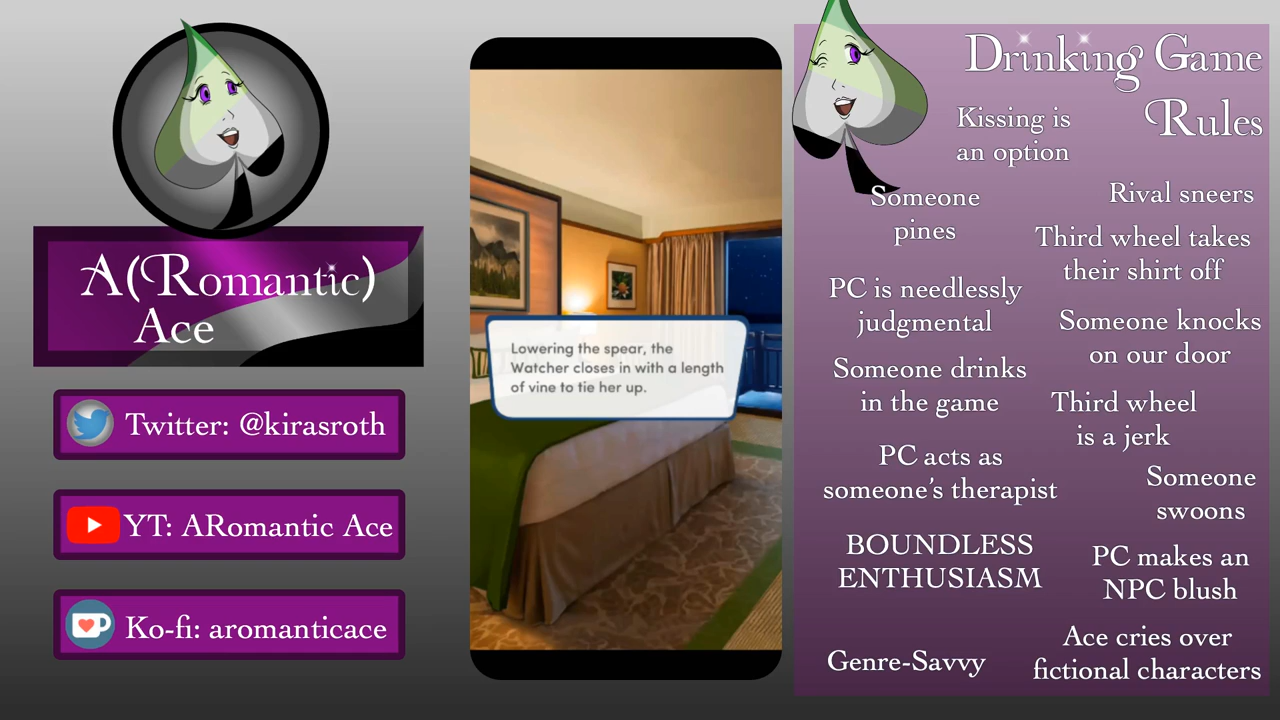 A(Romantic)
Ace
Twitter: @kirasroth
YT: ARomantic Ace
Ko-fi: aromanticace
Lowering the spear, the
Watcher closes in with a length
of vine to tie her up.
Drinking Game
Rules
Kissing is
an option
Someone
pines
Rival sneers
Third wheel takes
their shirt off
PC is needlessly
judgmental
Someone knocks
on our door
Someone drinks
in the game
Third wheel
is a jerk
PC acts as
someone's therapist
Someone
swoons
BOUNDLESS
ENTHUSIASM
PC makes an
NPC blush
Genre-Savvy
Ace cries over
fictional characters